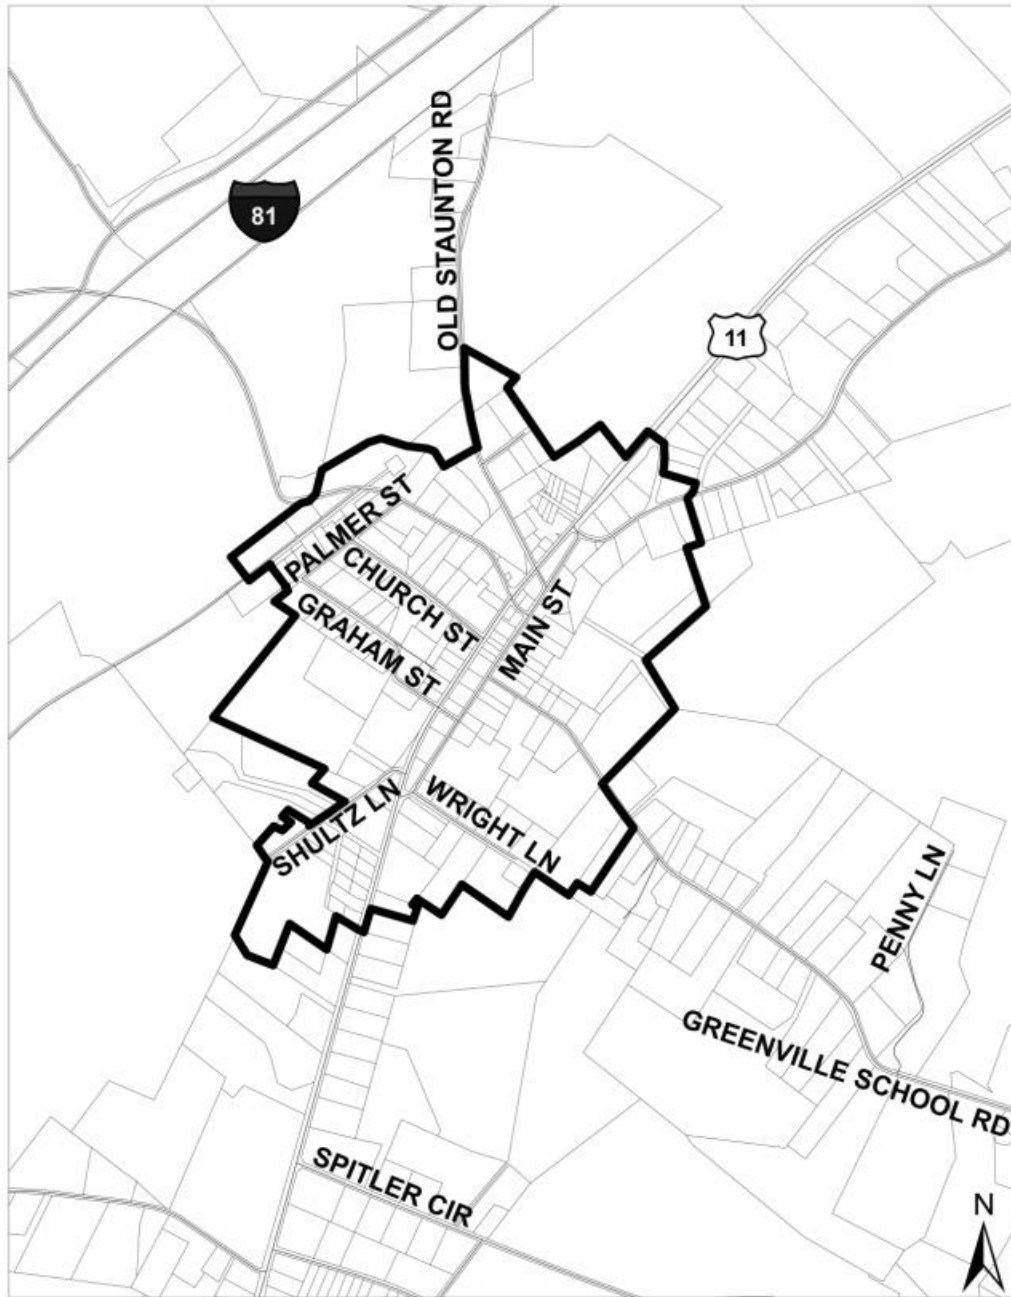 OLD STAUNTON RD
81
11
PALMER ST
CHURCH ST
GRAHAM ST
MAIN ST
SHULTZ LN
WRIGHT LN
PENNY LN
GREENVILLE SCHOOL RD
SPITLER CIR
N